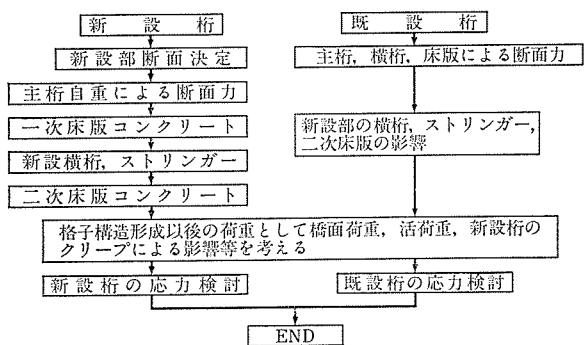 新設桁
新設部断面決定
主桁自重による断面力
一次床版コンクリート
新設横桁,ストリンガー
二次床版コンクリート
既設桁
主桁,横桁,床版による断面力
新設部の横桁,ストリンガー,
二次床版の影響
格子構造形成以後の荷重として橋面荷重,活荷重,新設桁の
クリープによる影響等を考える
新設桁の応力検討
既設桁の応力検討
END